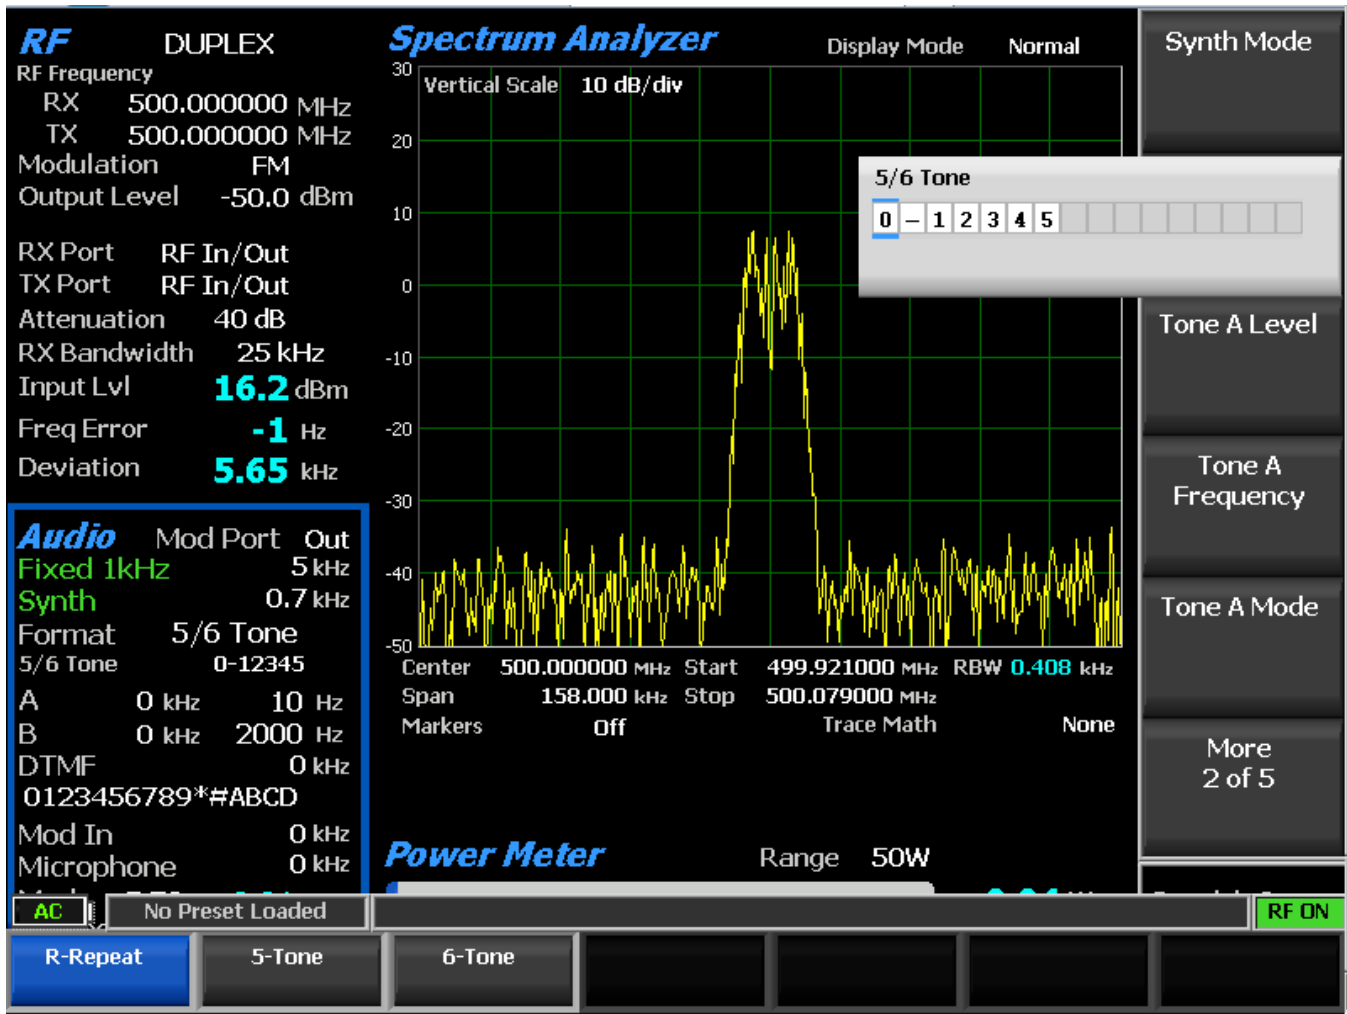 RF DUPLEX
RF Frequency
RX 500.000000 MHz
TX 500.000000 MHz
Modulation FM
Output Level -50.0 dBm
RX Port RF In/Out
TX Port RF In/Out
Attenuation 40 dB
RX Bandwidth 25 kHz
Input Lvl 16.2 dBm
Freq Error -1 Hz
Deviation 5.65 kHz
Audio Mod Port Out
Fixed 1kHz 5 kHz
Synth 0.7 kHz
Format 5/6 Tone
5/6 Tone 0-12345
A 0 kHz 10 Hz
B 0 kHz 2000 Hz
DTMF 0 kHz
0123456789*#ABCD
Mod In 0 kHz
Microphone 0 kHz
Spectrum Analyzer Display Mode Normal
Vertical Scale 10 dB/div
30
20
10
0
-10
-20
-30
-40
-50
Center 500.000000 MHz Start 499.921000 MHz RBW 0.408 kHz
Span 158.000 kHz Stop 500.079000 MHz
Markers Off Trace Math None
Power Meter Range 50W
5/6 Tone
0-12345
Synth Mode
Tone A Level
Tone A
Frequency
Tone A Mode
More
2 of 5
AC No Preset Loaded RF ON
R-Repeat 5-Tone 6-Tone